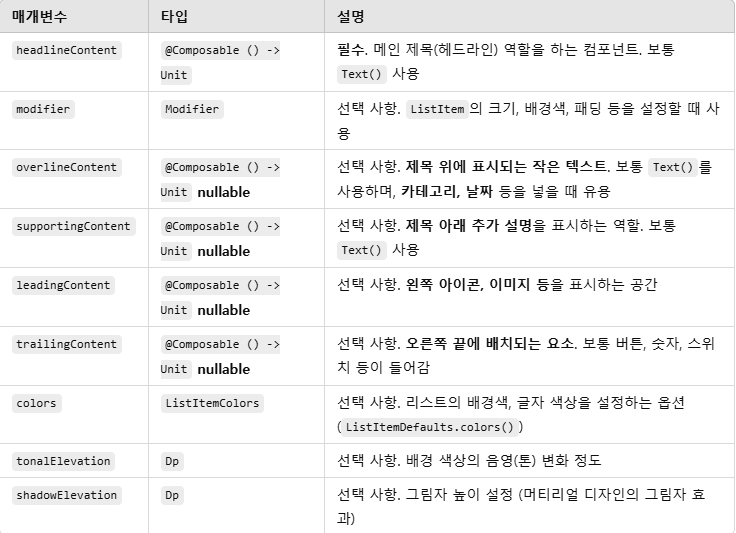 매개변수 타입 설명
headlineContent @Composable () -> 필수. 메인 제목(헤드라인) 역할을 하는 컴포넌트. 보통
Unit Text() 사용
modifier Modifier 선택 사항. ListItem의 크기, 배경색, 패딩 등을 설정할 때 사
용
overlineContent @Composable () -> 선택 사항. 제목 위에 표시되는 작은 텍스트. 보통 Text()를
Unit nullable 사용하며, 카테고리, 날짜 등을 넣을 때 유용
supportingContent @Composable () -> 선택 사항. 제목 아래 추가 설명을 표시하는 역할. 보통
Unit nullable Text() 사용
leadingContent @Composable () -> 선택 사항. 왼쪽 아이콘, 이미지 등을 표시하는 공간
Unit nullable
trailingContent @Composable () -> 선택 사항. 오른쪽 끝에 배치되는 요소. 보통 버튼, 숫자, 스위
Unit nullable 치 등이 들어감
colors ListItemColors 선택 사항. 리스트의 배경색, 글자 색상을 설정하는 옵션
(ListItemDefaults.colors())
tonalElevation Dp 선택 사항. 배경 색상의 음영(톤) 변화 정도
shadowElevation Dp 선택 사항. 그림자 높이 설정 (머티리얼 디자인의 그림자 효
과)